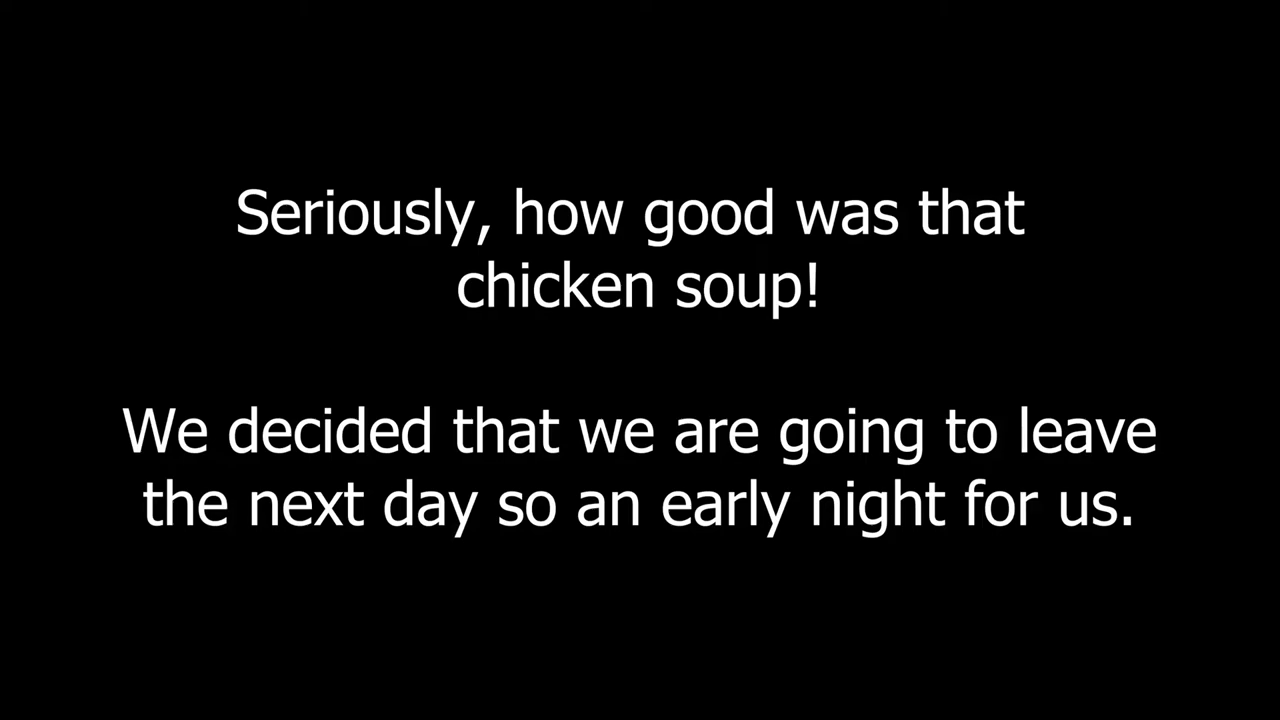 Seriously, how good was that
chicken soup!
We decided that we are going to leave
the next day so an early night for us.